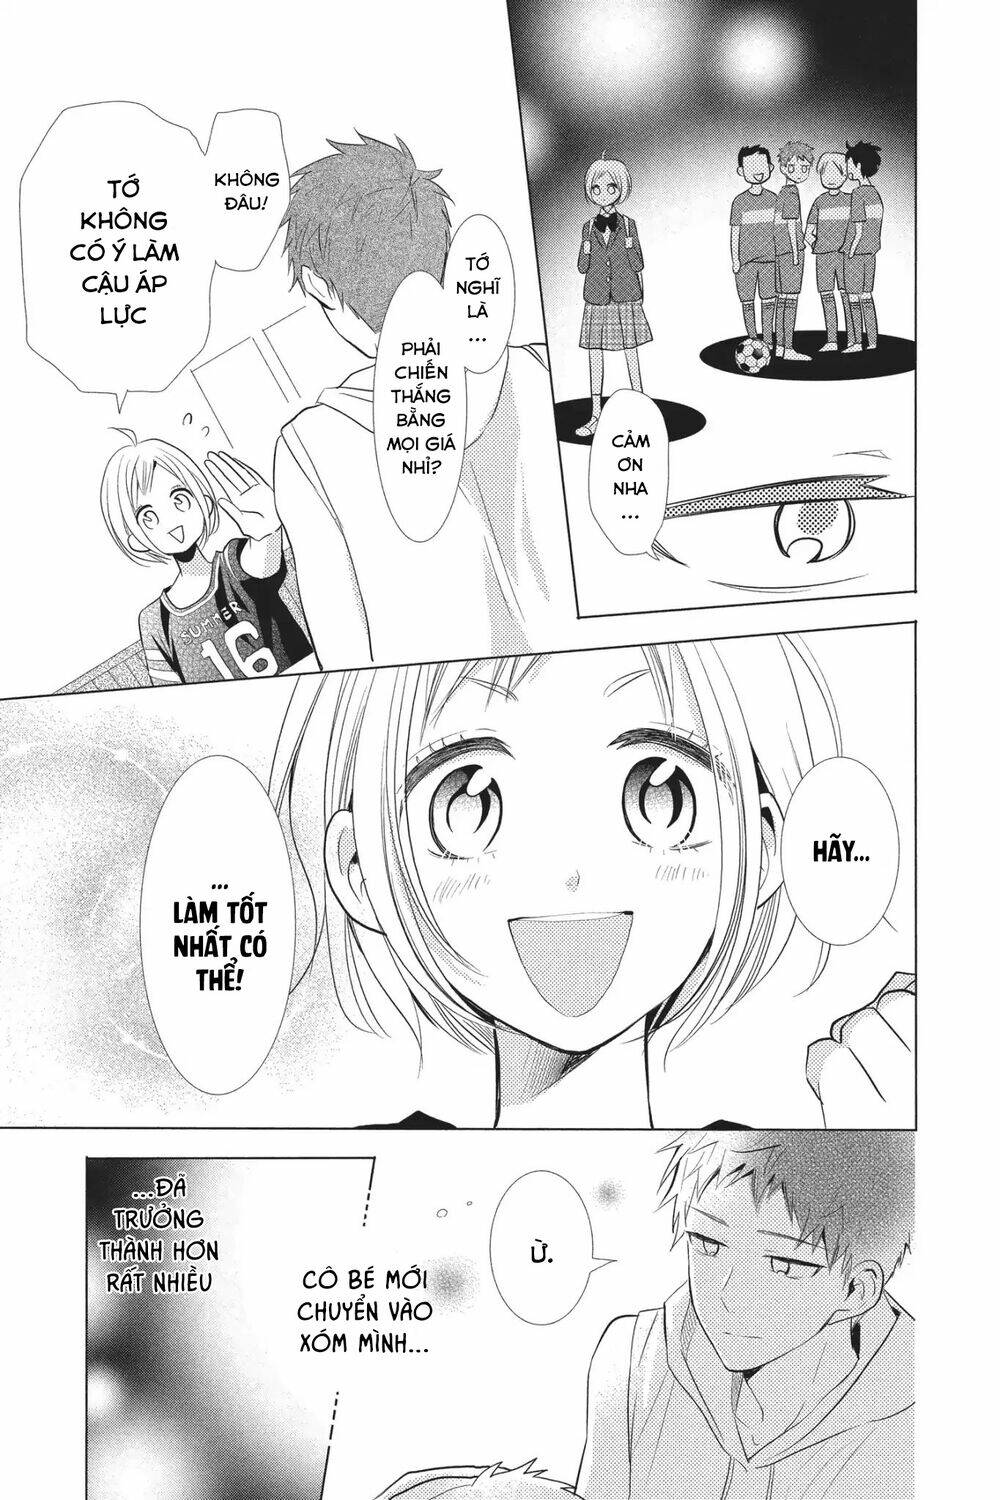 CẢM
ƠN
NHA
...
TỚ
NGHĨ
LÀ
...
PHẢI
CHIẾN
THẮNG
BẰNG
MỌI GIÁ
NHỈ?
KHÔNG
ĐÂU!
TỚ
KHÔNG
CÓ Ý LÀM
CẬU ÁP
LỰC
SUMMER
16
HÃY...
...
LÀM TỐT
NHẤT CÓ
THỂ!
Ừ.
CÔ BÉ MỚI
CHUYỂN VÀO
XÓM MÌNH...
...ĐÃ
TRƯỞNG
THÀNH HƠN
RẤT NHIỀU